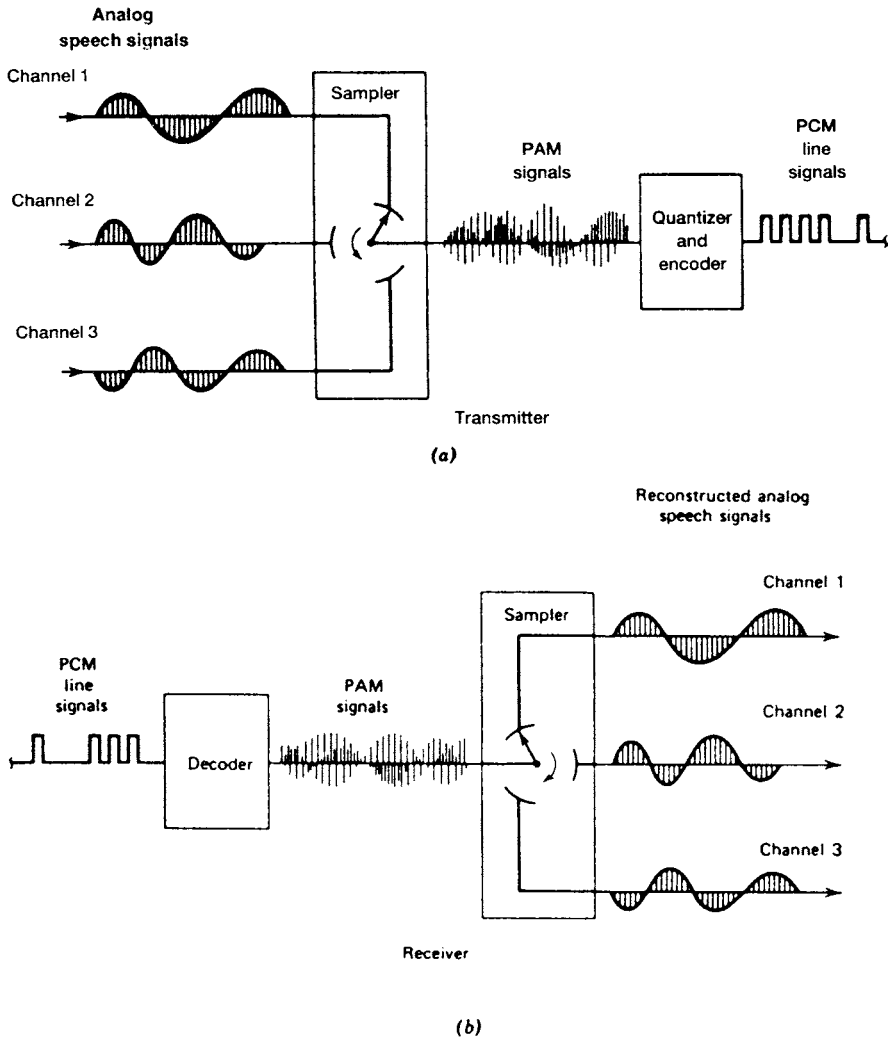 Analog
speech signals
Channel 1
Sampler
PAM
signals
PCM
line
signals
Channel 2
Quantizer
and
encoder
Channel 3
Transmitter
(a)
Reconstructed analog
speech signals
Channel 1
Sampler
PCM
line
signals
PAM
signals
Channel 2
Decoder
Channel 3
Receiver
(b)